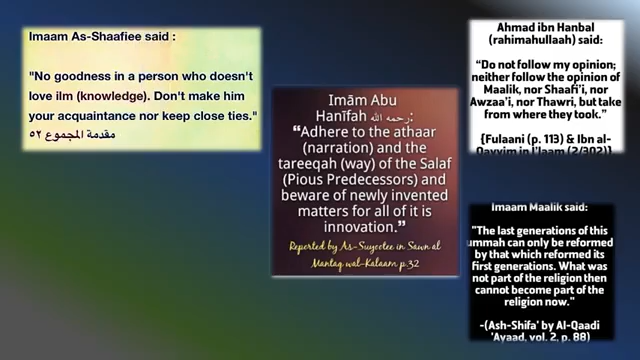 Imaam As-Shaafiee said :
"No goodness in a person who doesn't
love ilm (knowledge). Don't make him
your acquaintance nor keep close ties."
مقدمة المجموع ٥٢
Imām Abu
Hanīfah رحمه الله:
“Adhere to the athaar
(narration) and the
tareeqah (way) of the Salaf
(Pious Predecessors) and
beware of newly invented
matters for all of it is
innovation.”
Reported by As-Suyootee in Sawn al
Mantaq wal-Kalaam p.32
Ahmad ibn Hanbal
(rahimahullaah) said:
“Do not follow my opinion;
neither follow the opinion of
Maalik, nor Shaafi'i, nor
Awzaa'i, nor Thawri, but take
from where they took.”
{Fulaani (p. 113) & Ibn al-
Qayyim in I'laam (2/302)}
Imaam Maalik said:
"The last generations of this
ummah can only be reformed
by that which reformed its
first generations. What was
not part of the religion then
cannot become part of the
religion now."
-(Ash-Shifa' by Al-Qaadi
'Ayaad, vol. 2, p. 88)